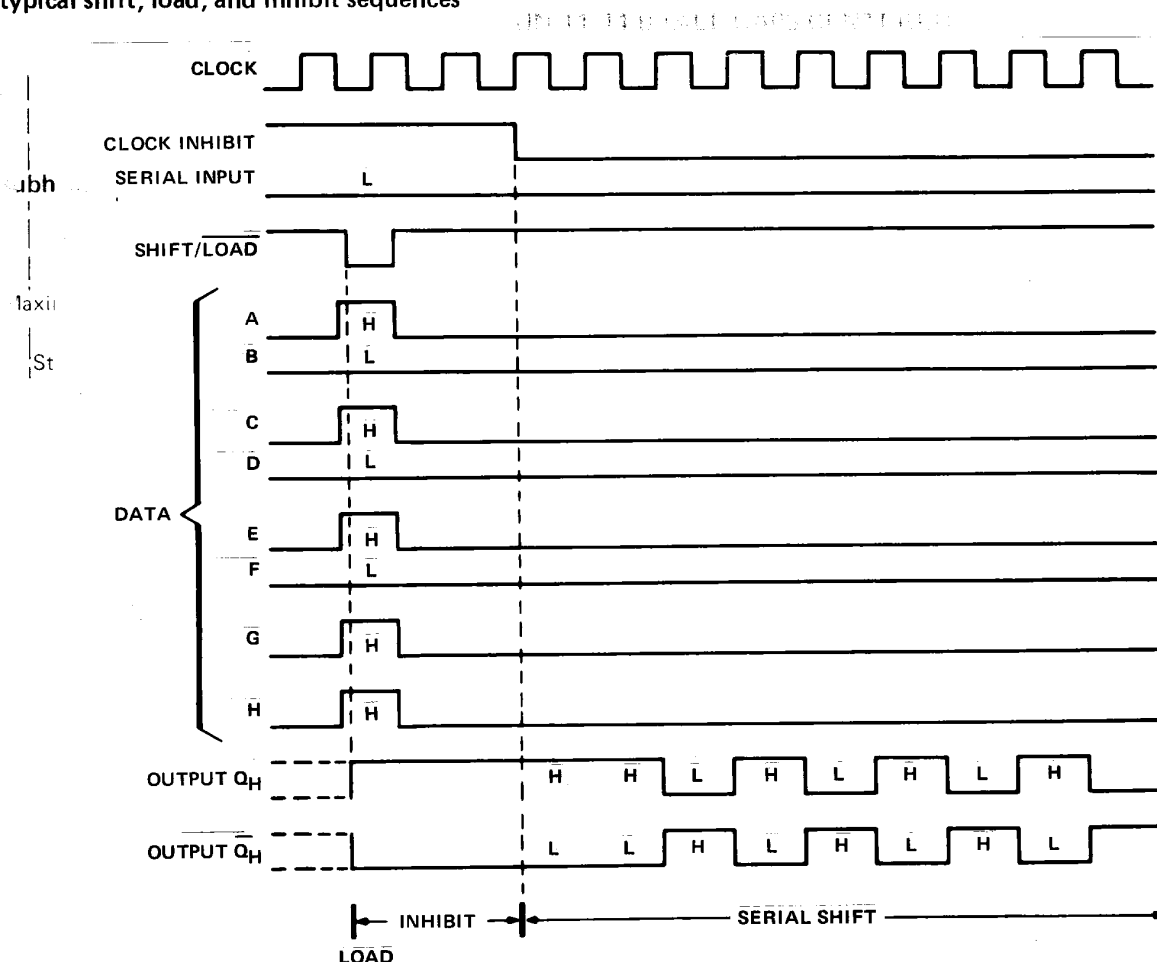 typical shift, load, and inhibit sequences
CLOCK
CLOCK INHIBIT
SERIAL INPUT L
SHIFT/LOAD
DATA
A H
B L
C H
D L
E H
F L
G H
H H
OUTPUT QH H H L H L H L H
OUTPUT Q̅H L L H L H L H L
INHIBIT
SERIAL SHIFT
LOAD
St